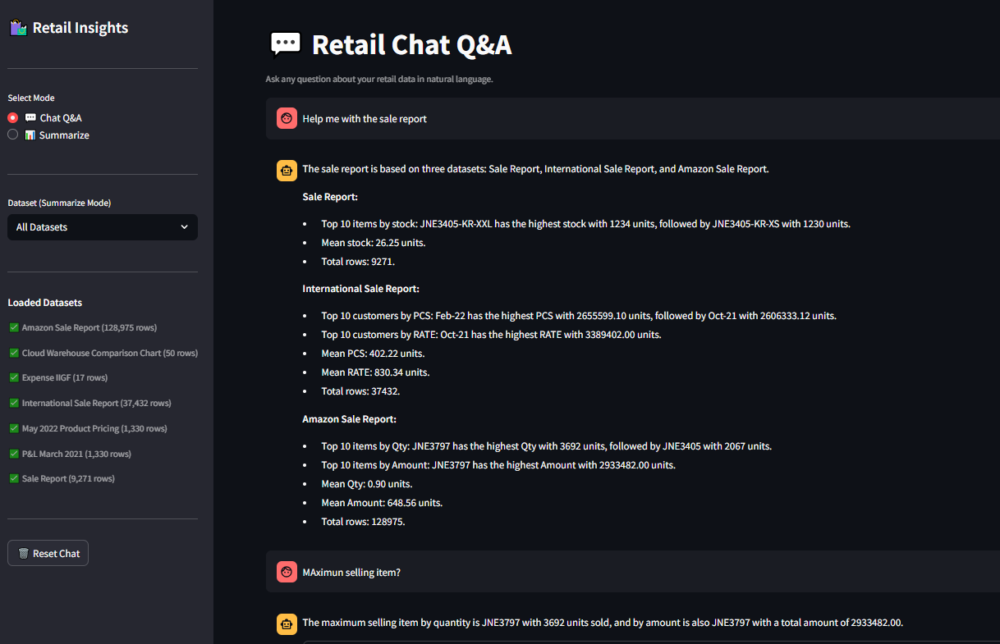 Retail Insights
Select Mode
Chat Q&A
Summarize
Dataset (Summarize Mode)
All Datasets
Loaded Datasets
Amazon Sale Report (128,975 rows)
Cloud Warehouse Comparison Chart (50 rows)
Expense IIGF (17 rows)
International Sale Report (37,432 rows)
May 2022 Product Pricing (1,330 rows)
P&L March 2021 (1,330 rows)
Sale Report (9,271 rows)
Reset Chat
Retail Chat Q&A
Ask any question about your retail data in natural language.
Help me with the sale report
The sale report is based on three datasets: Sale Report, International Sale Report, and Amazon Sale Report.
Sale Report:
• Top 10 items by stock: JNE3405-KR-XXL has the highest stock with 1234 units, followed by JNE3405-KR-XS with 1230 units.
• Mean stock: 26.25 units.
• Total rows: 9271.
International Sale Report:
• Top 10 customers by PCS: Feb-22 has the highest PCS with 2655599.10 units, followed by Oct-21 with 2606333.12 units.
• Top 10 customers by RATE: Oct-21 has the highest RATE with 3389402.00 units.
• Mean PCS: 402.22 units.
• Mean RATE: 830.34 units.
• Total rows: 37432.
Amazon Sale Report:
• Top 10 items by Qty: JNE3797 has the highest Qty with 3692 units, followed by JNE3405 with 2067 units.
• Top 10 items by Amount: JNE3797 has the highest Amount with 2933482.00 units.
• Mean Qty: 0.90 units.
• Mean Amount: 648.56 units.
• Total rows: 128975.
MAximun selling item?
The maximum selling item by quantity is JNE3797 with 3692 units sold, and by amount is also JNE3797 with a total amount of 2933482.00.